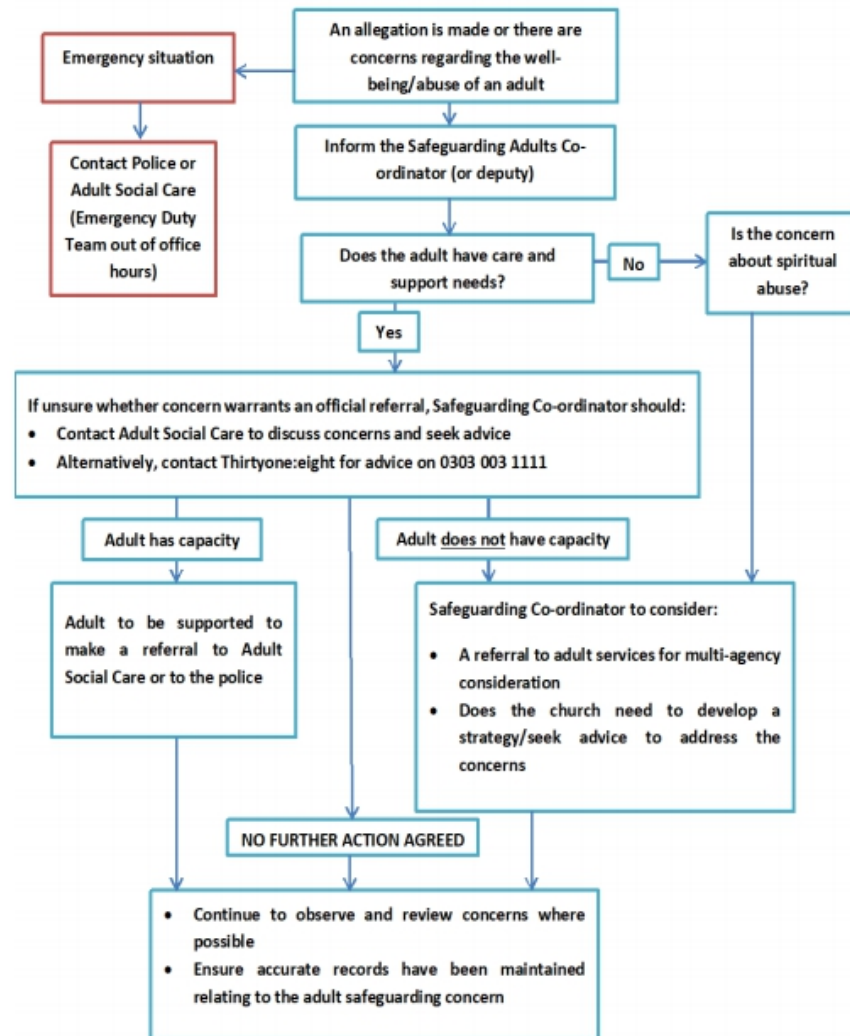 An allegation is made or there are
concerns regarding the well-
being/abuse of an adult
Emergency situation
Contact Police or
Adult Social Care
(Emergency Duty
Team out of office
hours)
Inform the Safeguarding Adults Co-
ordinator (or deputy)
Does the adult have care and
support needs?
No
Is the concern
about spiritual
abuse?
Yes
If unsure whether concern warrants an official referral, Safeguarding Co-ordinator should:
• Contact Adult Social Care to discuss concerns and seek advice
• Alternatively, contact Thirtyone:eight for advice on 0303 003 1111
Adult has capacity
Adult does not have capacity
Adult to be supported to
make a referral to Adult
Social Care or to the police
Safeguarding Co-ordinator to consider:
• A referral to adult services for multi-agency
consideration
• Does the church need to develop a
strategy/seek advice to address the
concerns
NO FURTHER ACTION AGREED
• Continue to observe and review concerns where
possible
• Ensure accurate records have been maintained
relating to the adult safeguarding concern